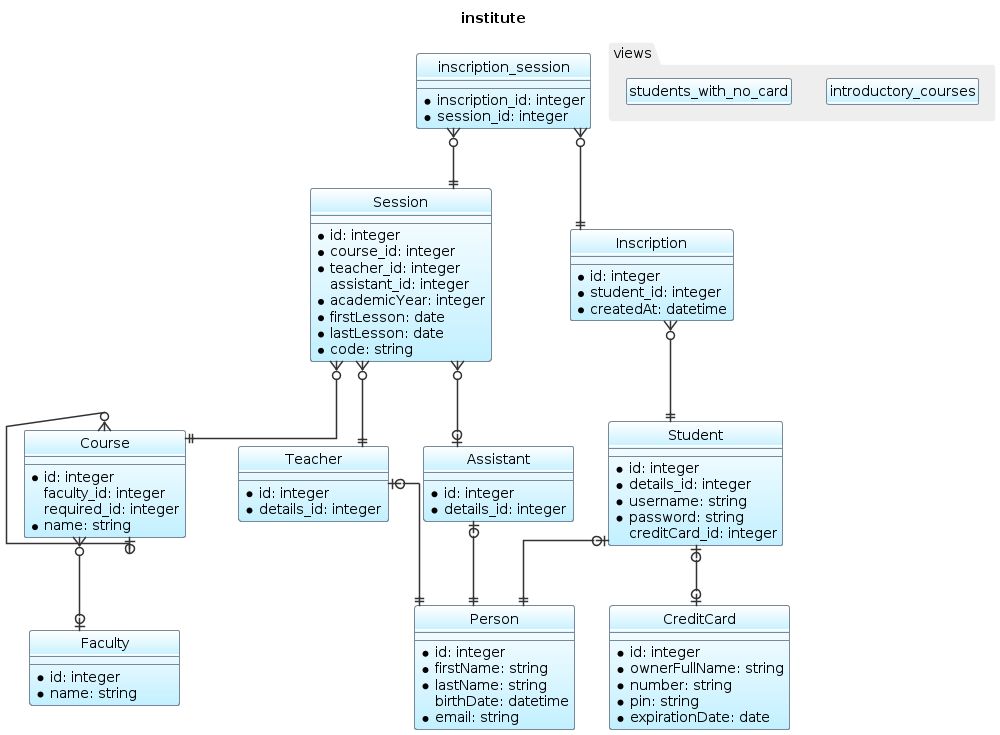 institute
views
students_with_no_card
introductory_courses
inscription_session
inscription_id: integer
session_id: integer
Session
id: integer
course_id: integer
teacher_id: integer
assistant_id: integer
academicYear: integer
firstLesson: date
lastLesson: date
code: string
Inscription
id: integer
student_id: integer
createdAt: datetime
Course
id: integer
faculty_id: integer
required_id: integer
name: string
Teacher
id: integer
details_id: integer
Assistant
id: integer
details_id: integer
Student
id: integer
details_id: integer
username: string
password: string
creditCard_id: integer
Faculty
id: integer
name: string
Person
id: integer
firstName: string
lastName: string
birthDate: datetime
email: string
CreditCard
id: integer
ownerFullName: string
number: string
pin: string
expirationDate: date